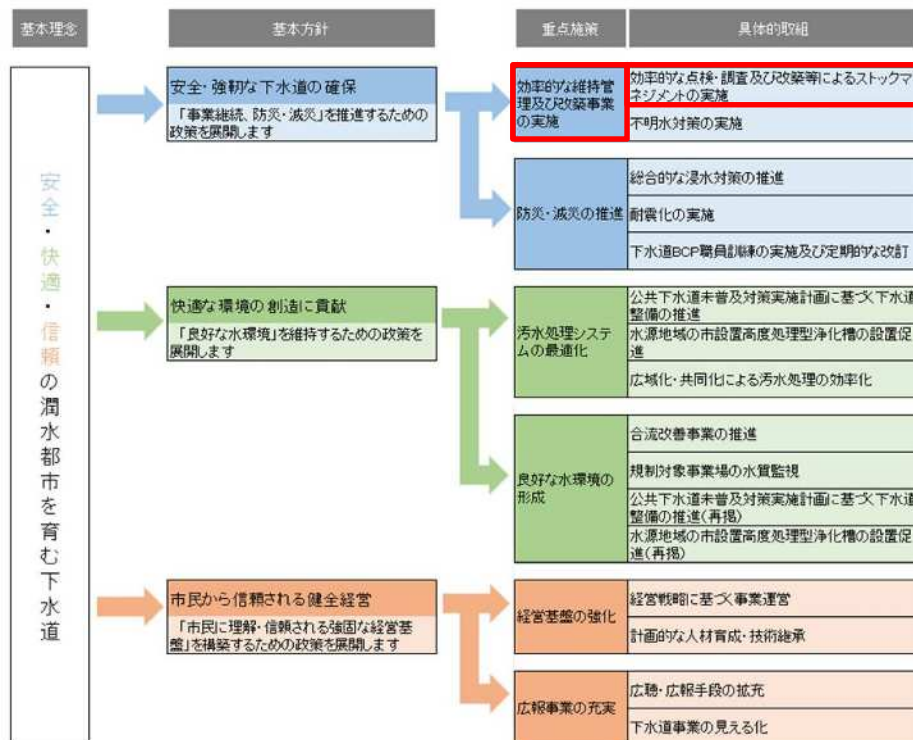 基本理念
基本方針
重点施策
具体的取組
安全・快適・信頼の潤水都市を育む下水道
安全・強靭な下水道の確保
「事業継続、防災・減災」を推進するための
政策を展開します
効率的な維持管
理及び改築事業
の実施
効率的な点検・調査及び改築等によるストックマ
ネジメントの実施
不明水対策の実施
防災・減災の推進
総合的な浸水対策の推進
耐震化の実施
下水道BCP職員訓練の実施及び定期的な改訂
快適な環境の創造に貢献
「良好な水環境」を維持するための政策を
展開します
汚水処理システ
ムの最適化
公共下水道未普及対策実施計画に基づく下水道
整備の推進
水源地域の市設置高度処理型浄化槽の設置促
進
広域化・共同化による汚水処理の効率化
良好な水環境の
形成
合流改善事業の推進
規制対象事業場の水質監視
公共下水道未普及対策実施計画に基づく下水道
整備の推進(再掲)
水源地域の市設置高度処理型浄化槽の設置促
進(再掲)
市民から信頼される健全経営
「市民に理解・信頼される強固な経営基
盤」を構築するための政策を展開します
経営基盤の強化
経営戦略に基づく事業運営
計画的な人材育成・技術継承
広報事業の充実
広聴・広報手段の拡充
下水道事業の見える化